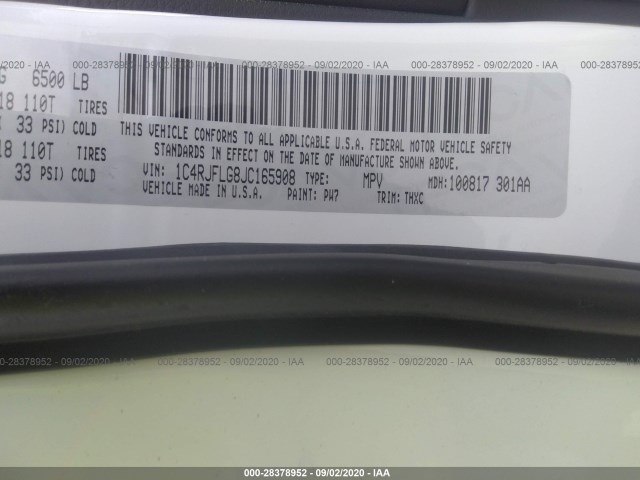 000-28378952 - 09/02/2020 - IAA
G 6500 LB
18 110T TIRES
33 PSI) COLD
18 110T TIRES
33 PSI) COLD
THIS VEHICLE CONFORMS TO ALL APPLICABLE U.S.A. FEDERAL MOTOR VEHICLE SAFETY
STANDARDS IN EFFECT ON THE DATE OF MANUFACTURE SHOWN ABOVE.
VIN: 1C4RJFLG8JC165908 TYPE: MPV MDH:100817 301AA
VEHICLE MADE IN U.S.A. PAINT: PW7 TRIM: THXC
000-28378952 - 09/02/2020 - IAA
000-28378952 - 09/02/2020 - IAA